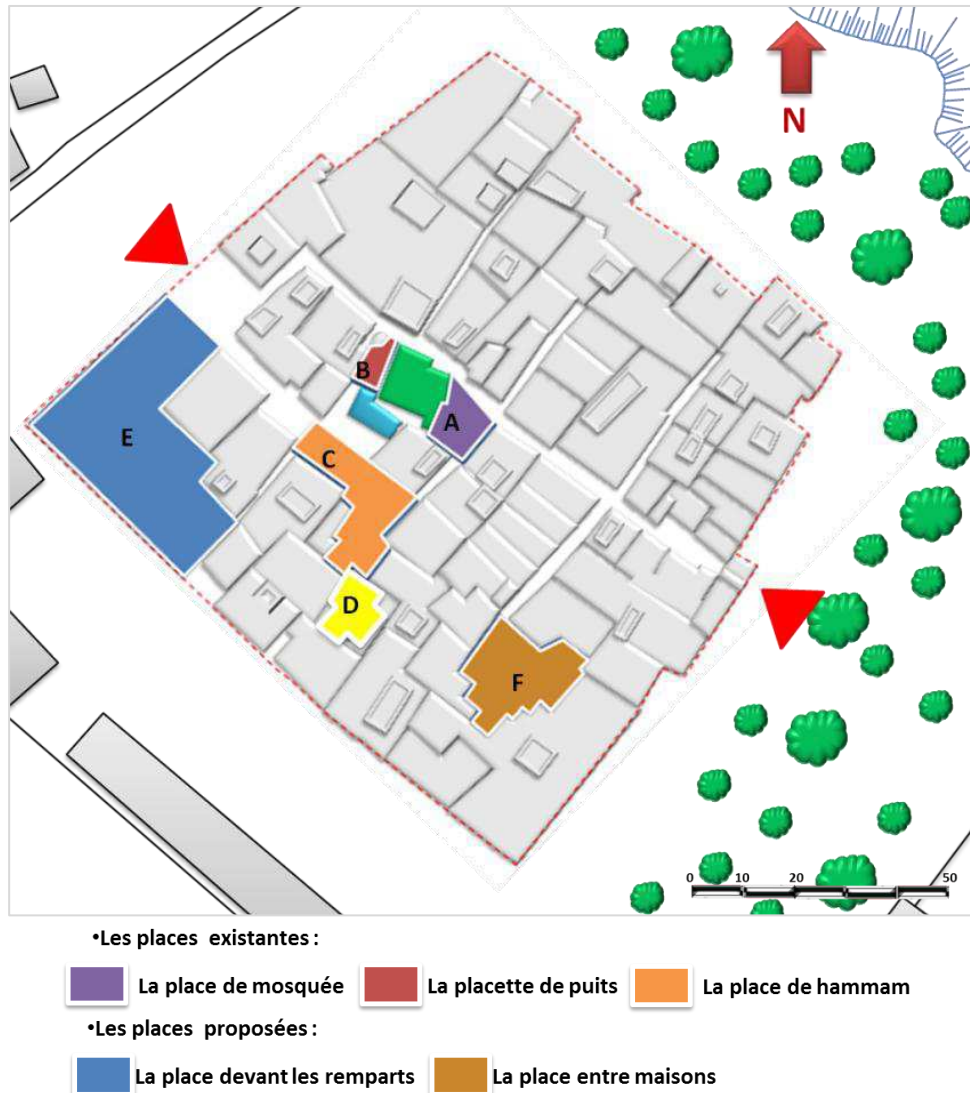 N
B
A
C
E
D
F
0 10 20 50
•Les places existantes :
La place de mosquée La placette de puits La place de hammam
•Les places proposées :
La place devant les remparts La place entre maisons